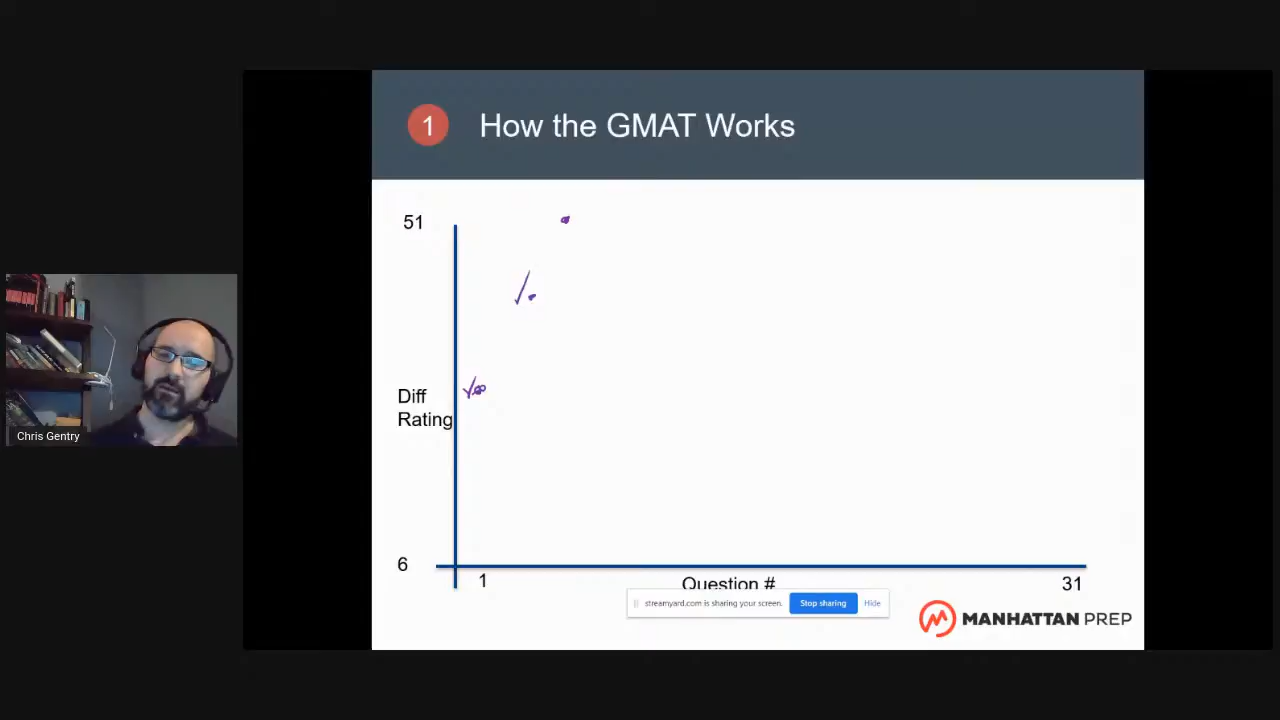 1 How the GMAT Works
51
Diff
Rating
6
1
Question #
31
streamyard.com is sharing your screen.
Stop sharing
Hide
MANHATTAN PREP
Chris Gentry